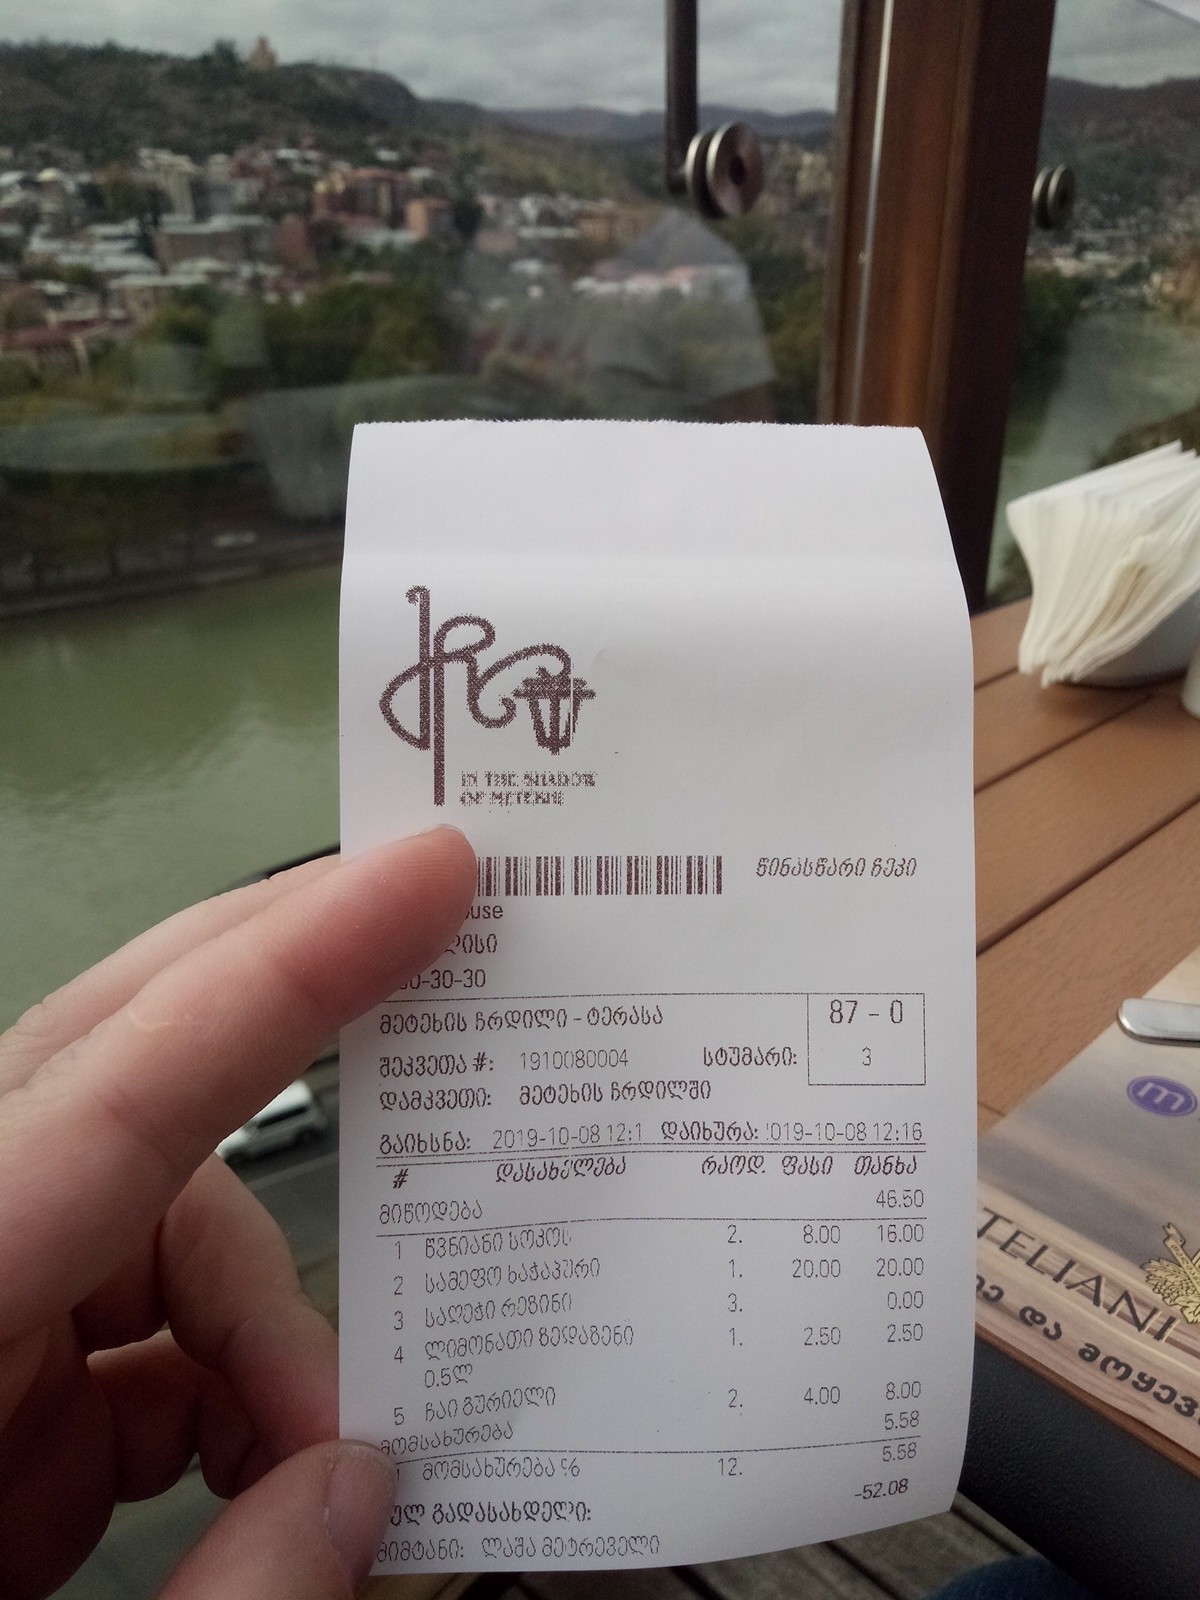 IN THE SHADOW
OF METEKHI
წინასწარი ჩეკი
ouse
ლისი
0-30-30
მეტეხის ჩრდილი - ტერასა
87 - 0
შეკვეთა #: 1910080004 სტუმარი: 3
დამკვეთი: მეტეხის ჩრდილში
გაიხსნა: 2019-10-08 12:1 დაიხურა: 019-10-08 12:16
# დასახელება რაოდ. ფასი თანხა
მიწოდება 46.50
1 წვნიანი სოკოს 2. 8.00 16.00
2 სამეფო ხაჭაპური 1. 20.00 20.00
3 საღეჭი რეზინი 3. 0.00
4 ლიმონათი ზედაზენი 1. 2.50 2.50
0.5ლ
5 ჩაი გურიელი 2. 4.00 8.00
მომსახურება 5.58
მომსახურება % 12. 5.58
ულ გადასახდელი: -52.08
მიმტანი: ლაშა მეტრეველი
TELIANI
და მოყევ